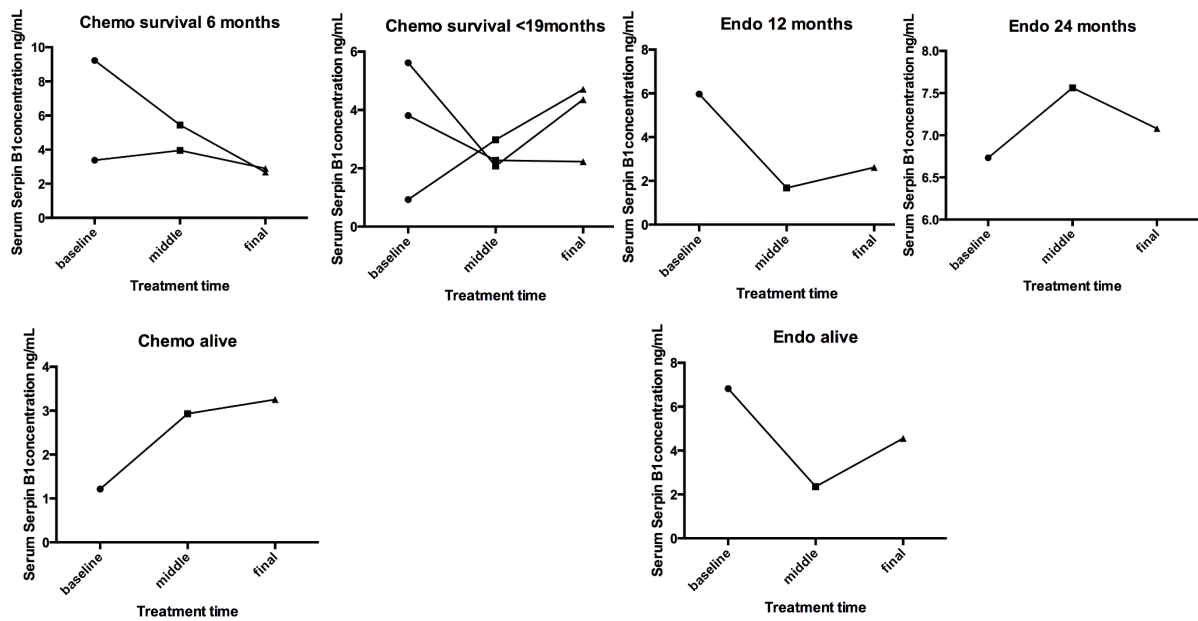 Chemo survival 6 months
Serum Serpin B1concentration ng/mL
10
8
6
4
2
0
baseline
middle
final
Treatment time
Chemo survival <19months
Serum Serpin B1concentration ng/mL
6
4
2
0
baseline
middle
final
Treatment time
Endo 12 months
Serum Serpin B1concentration ng/mL
8
6
4
2
0
baseline
middle
final
Treatment time
Endo 24 months
Serum Serpin B1concentration ng/mL
8.0
7.5
7.0
6.5
6.0
baseline
middle
final
Treatment time
Chemo alive
Serum Serpin B1concentration ng/mL
4
3
2
1
0
baseline
middle
final
Treatment time
Endo alive
Serum Serpin B1concentration ng/mL
8
6
4
2
0
baseline
middle
final
Treatment time